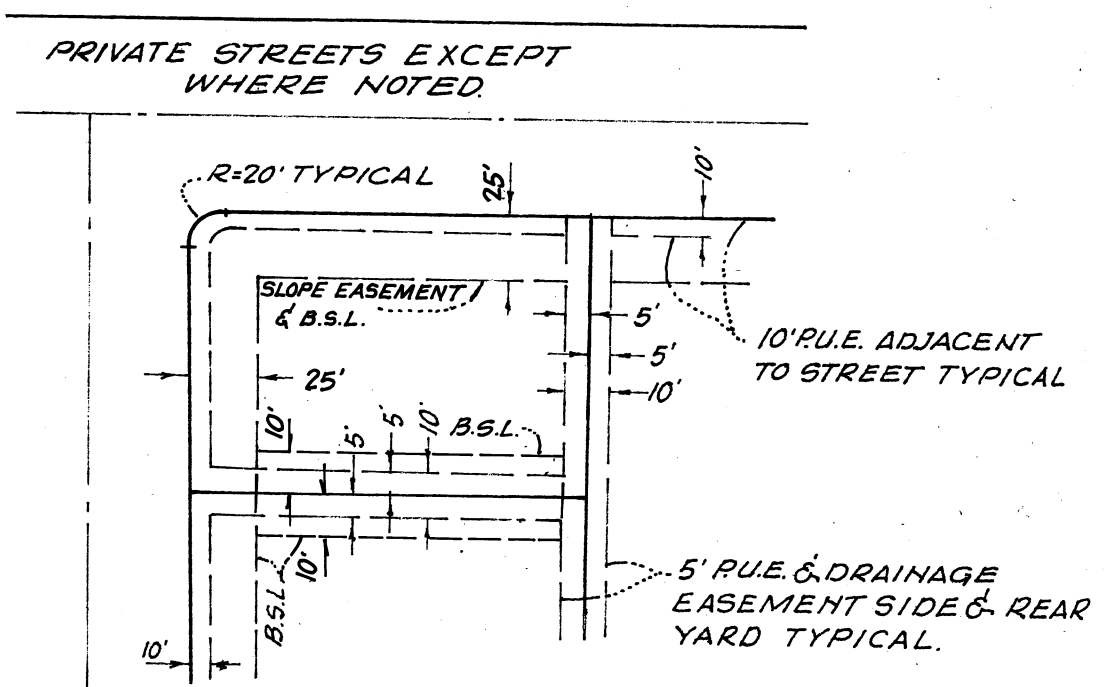 PRIVATE STREETS EXCEPT
WHERE NOTED.
R=20' TYPICAL
25'
10'
SLOPE EASEMENT
& B.S.L.
5'
5'
10'
10' P.U.E. ADJACENT
TO STREET TYPICAL
25'
10'
5'
5'
10'
B.S.L.
10'
B.S.L.
5' P.U.E. & DRAINAGE
EASEMENT SIDE & REAR
YARD TYPICAL.
10'